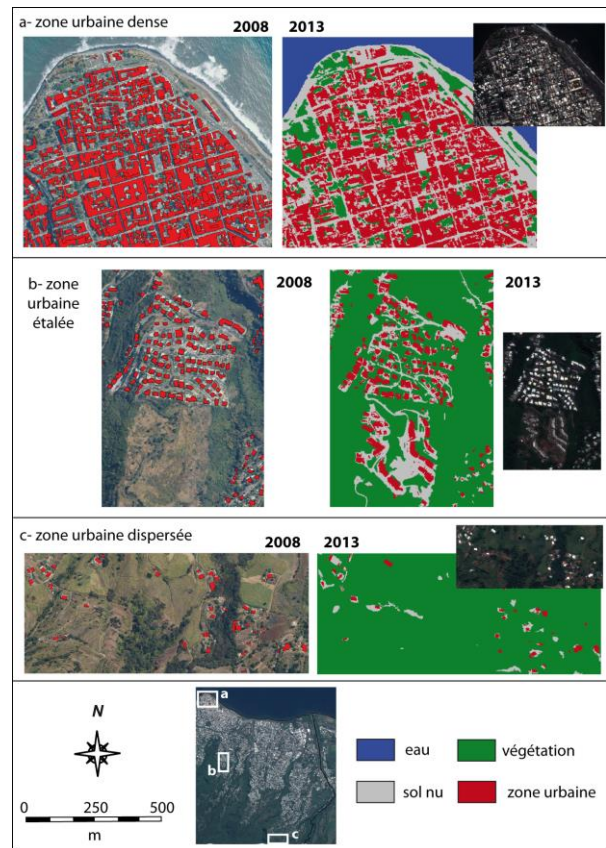 a- zone urbaine dense
2008
2013
b- zone
urbaine
étalée
2008
2013
c- zone urbaine dispersée
2008
2013
N
0 250 500
m
a
b
c
eau
végétation
sol nu
zone urbaine